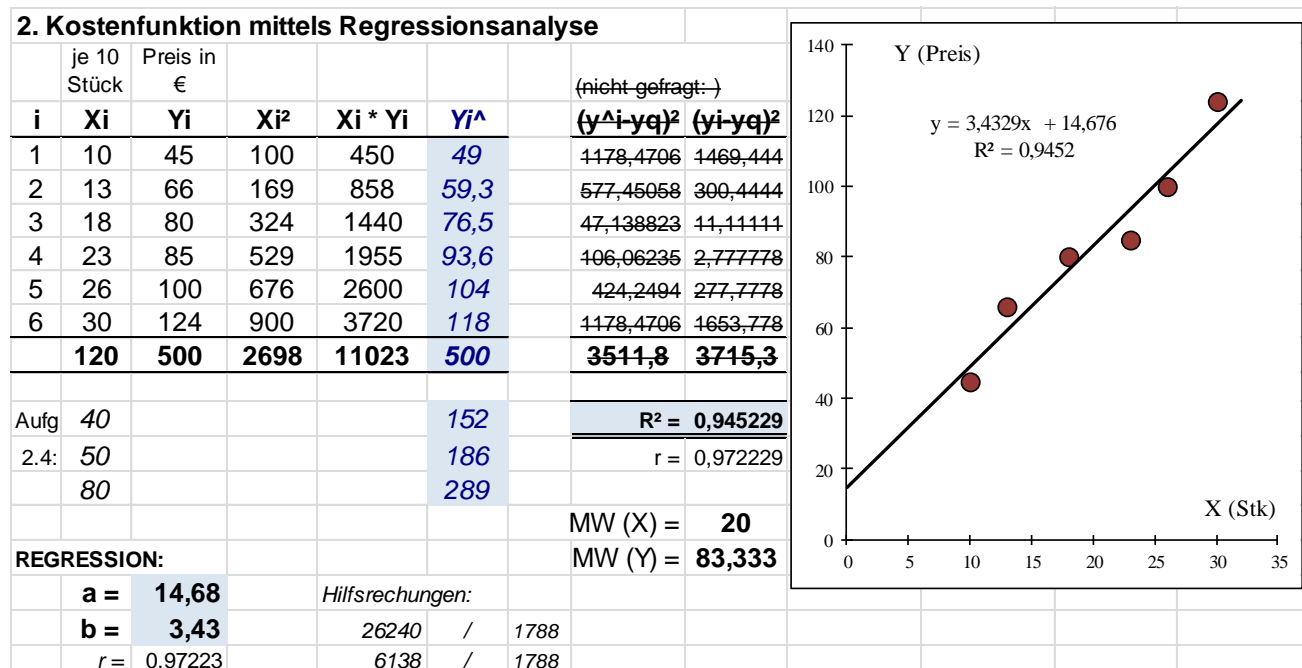 2. Kostenfunktion mittels Regressionsanalyse
je 10 Stück Preis in € (nicht gefragt: )
i Xi Yi Xi² Xi * Yi Yi^ (y^i-yq)² (yi-yq)²
1 10 45 100 450 49 1178,4706 1469,444
2 13 66 169 858 59,3 577,45058 300,4444
3 18 80 324 1440 76,5 47,138823 11,11111
4 23 85 529 1955 93,6 106,06235 2,777778
5 26 100 676 2600 104 424,2494 277,7778
6 30 124 900 3720 118 1178,4706 1653,778
120 500 2698 11023 500 3511,8 3715,3
Aufg 40 152 R² = 0,945229
2.4: 50 186 r = 0,972229
80 289
MW (X) = 20
REGRESSION: MW (Y) = 83,333
a = 14,68 Hilfsrechungen:
b = 3,43 26240 / 1788
r = 0,97223 6138 / 1788
Y (Preis)
y = 3,4329x + 14,676
R² = 0,9452
140
120
100
80
60
40
20
0
X (Stk)
0 5 10 15 20 25 30 35